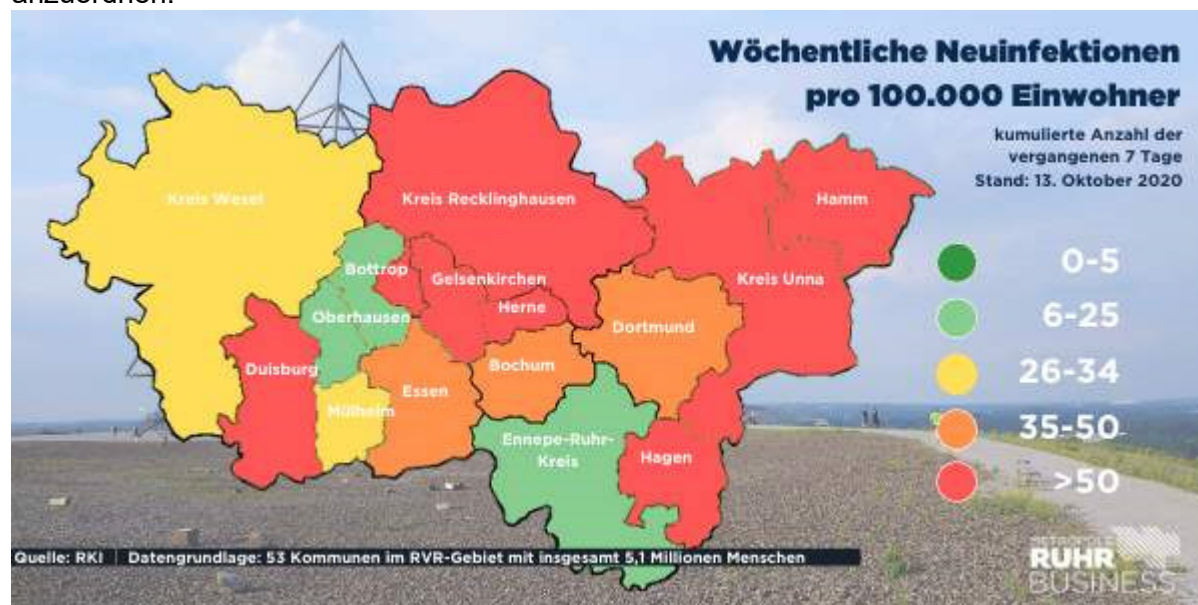 Wöchentliche Neuinfektionen
pro 100.000 Einwohner
kumulierte Anzahl der
vergangenen 7 Tage
Stand: 13. Oktober 2020
Kreis Wesel
Kreis Recklinghausen
Hamm
Bottrop
Gelsenkirchen
Kreis Unna
Herne
Oberhausen
Dortmund
Duisburg
Bochum
Essen
Mülheim
Ennepe-Ruhr-
Kreis
Hagen
0-5
6-25
26-34
35-50
>50
Quelle: RKI | Datengrundlage: 53 Kommunen im RVR-Gebiet mit insgesamt 5,1 Millionen Menschen
METROPOLE
RUHR
BUSINESS